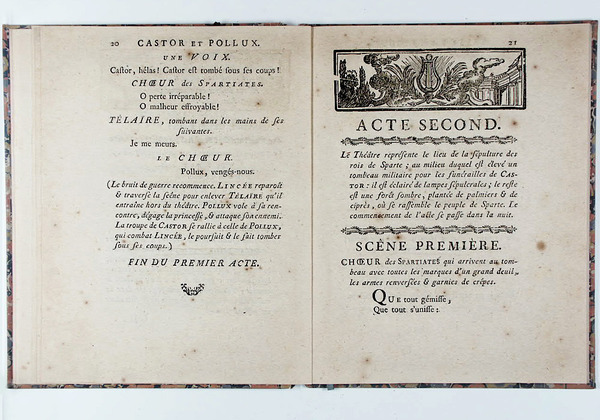 20 CASTOR ET POLLUX.
UNE VOIX.
Castor, hélas! Castor est tombé sous ses coups!
CHŒUR des SPARTIATES.
O perte irréparable!
O malheur effroyable!
TÉLAIRE, tombant dans les mains de ses
suivantes.
Je me meurs.
LE CHŒUR.
Pollux, vengés-nous.
(Le bruit de guerre recommence. LINCÉE reparoît
& traverse la scène pour enlever TÉLAIRE qu'il
entraîne hors du théâtre. POLLUX vole à sa ren-
contre, dégage la princesse, & attaque son ennemi.
La troupe de CASTOR se rallie à celle de POLLUX,
qui combat LINCÉE, le poursuit & le fait tomber
sous ses coups.)
FIN DU PREMIER ACTE.
21
ACTE SECOND.
LE Théâtre représente le lieu de la sépulture des
rois de Sparte; au milieu duquel est élevé un
tombeau militaire pour les funérailles de CAS-
TOR: il est éclairé de lampes sépulcrales; le reste
est une forêt sombre, plantée de palmiers & de
ciprès, où se rassemble le peuple de Sparte. Le
commencement de l'acte se passe dans la nuit.
SCÈNE PREMIÈRE.
CHŒUR des SPARTIATES qui arrivent au tom-
beau avec toutes les marques d'un grand deuil,
les armes renversées & garnies de crêpes.
QUE tout gémisse,
Que tout s'unisse: